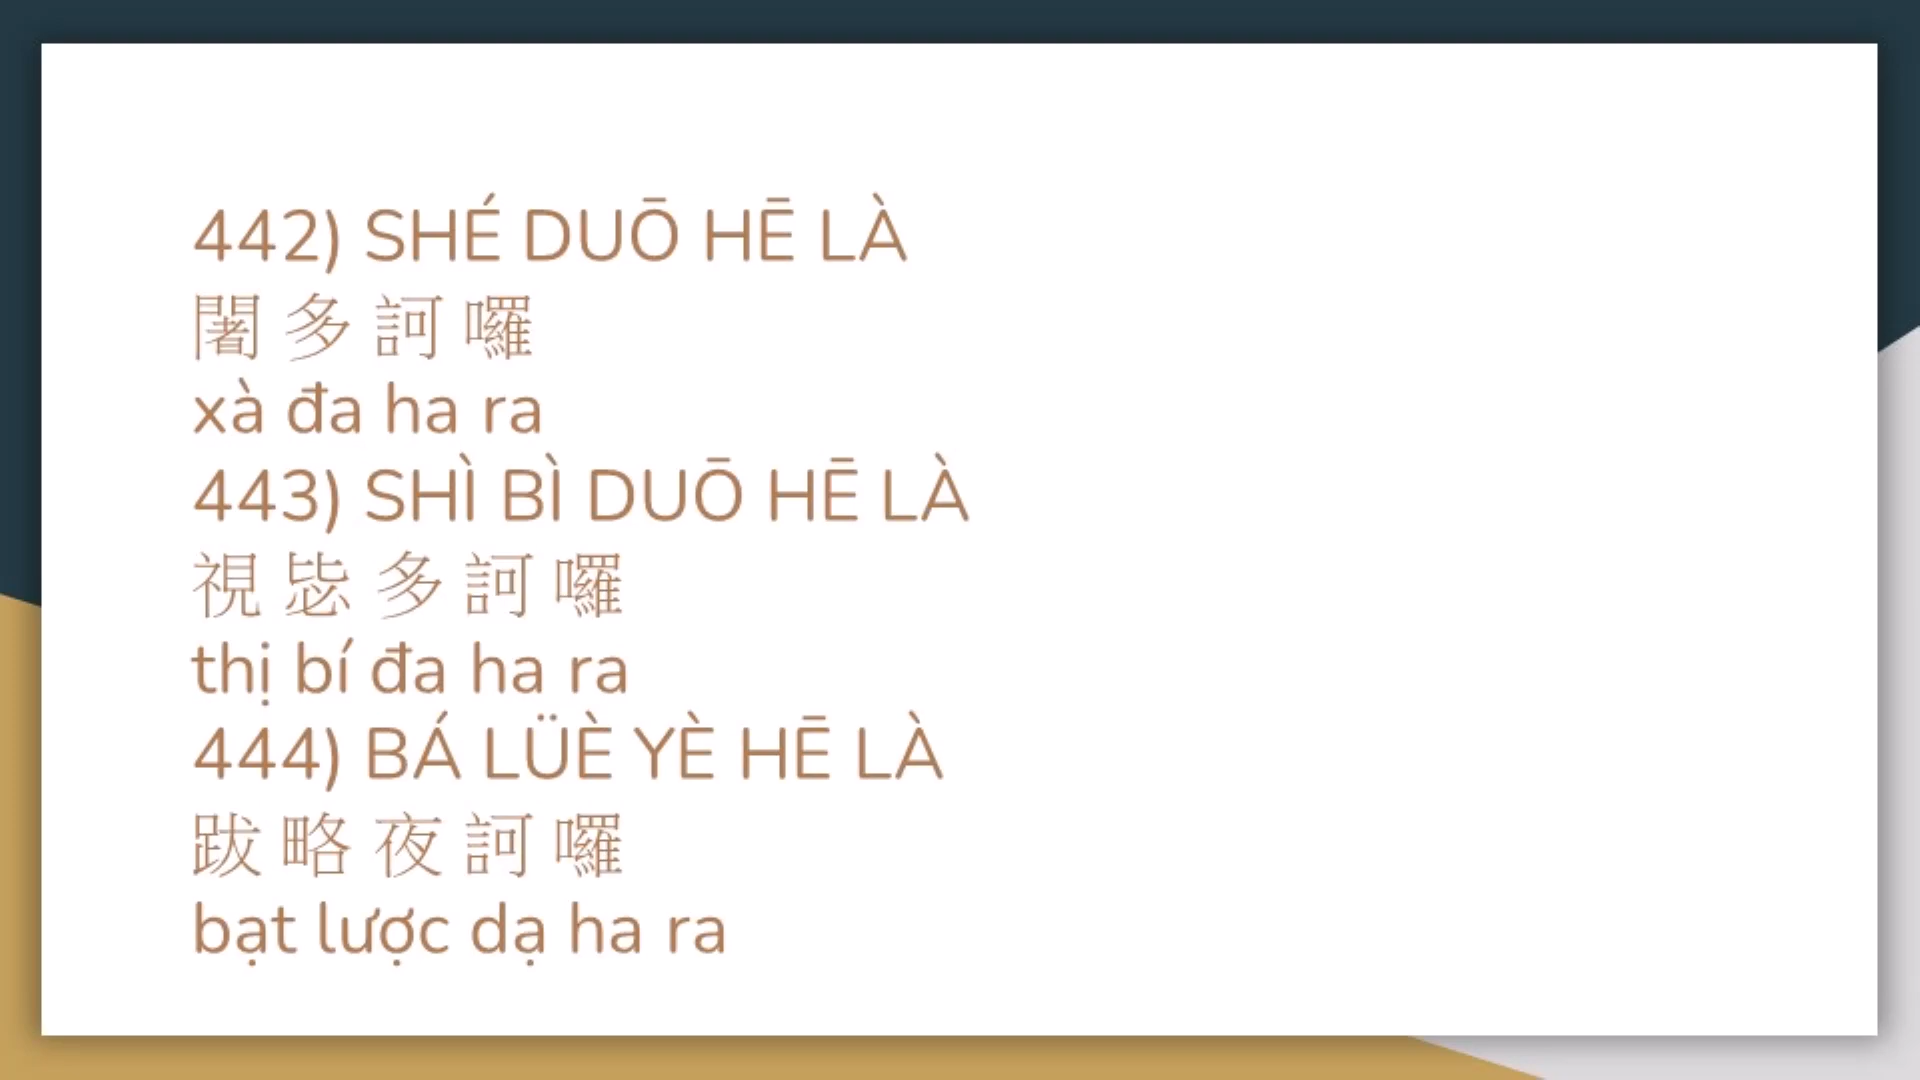 442) SHÉ DUŌ HĒ LÀ
闍 多 訶 囉
xà đa ha ra
443) SHÌ BÌ DUŌ HĒ LÀ
視 毖 多 訶 囉
thị bí đa ha ra
444) BÁ LÜÈ YÈ HĒ LÀ
跋 略 夜 訶 囉
bạt lược dạ ha ra